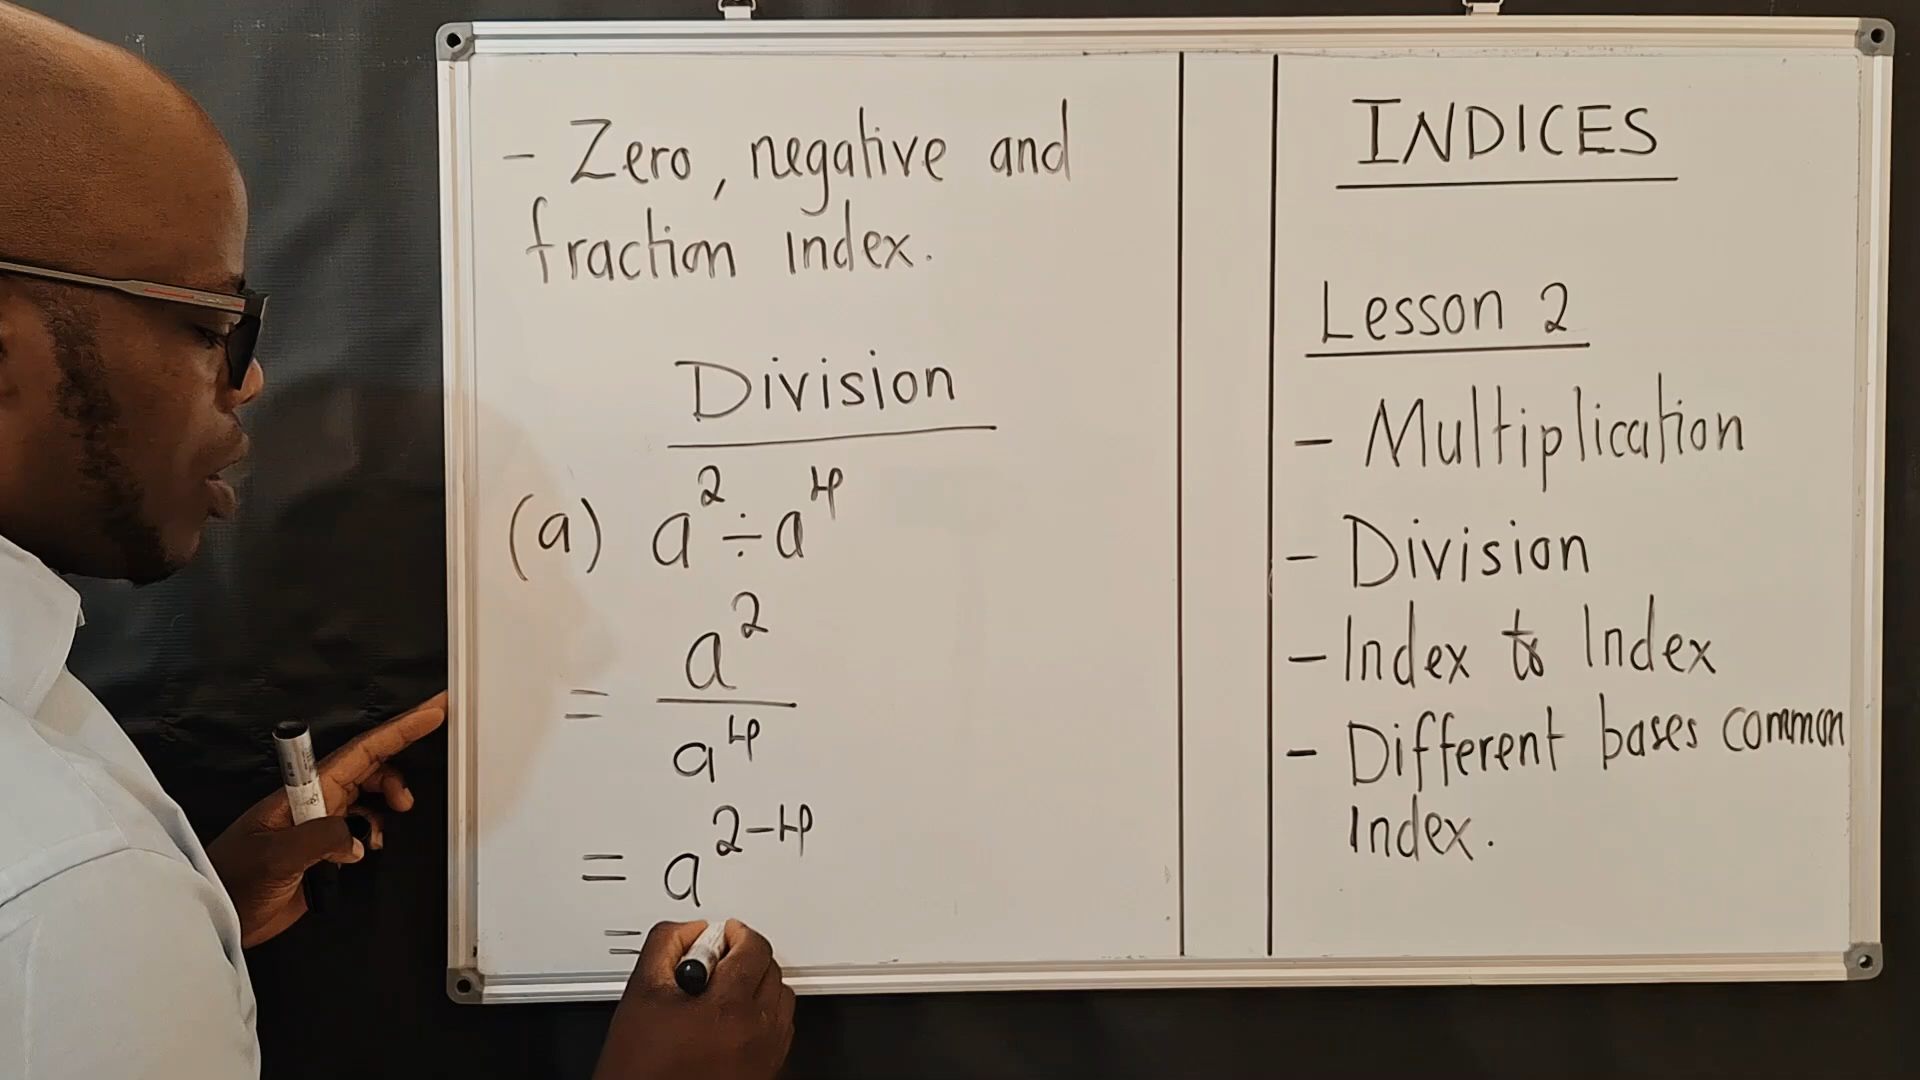 - Zero, negative and
fraction index.
Division
(a) a² ÷ a⁴
= a²
a⁴
= a²⁻⁴
=
INDICES
Lesson 2
- Multiplication
- Division
- Index to Index
- Different bases common
index.